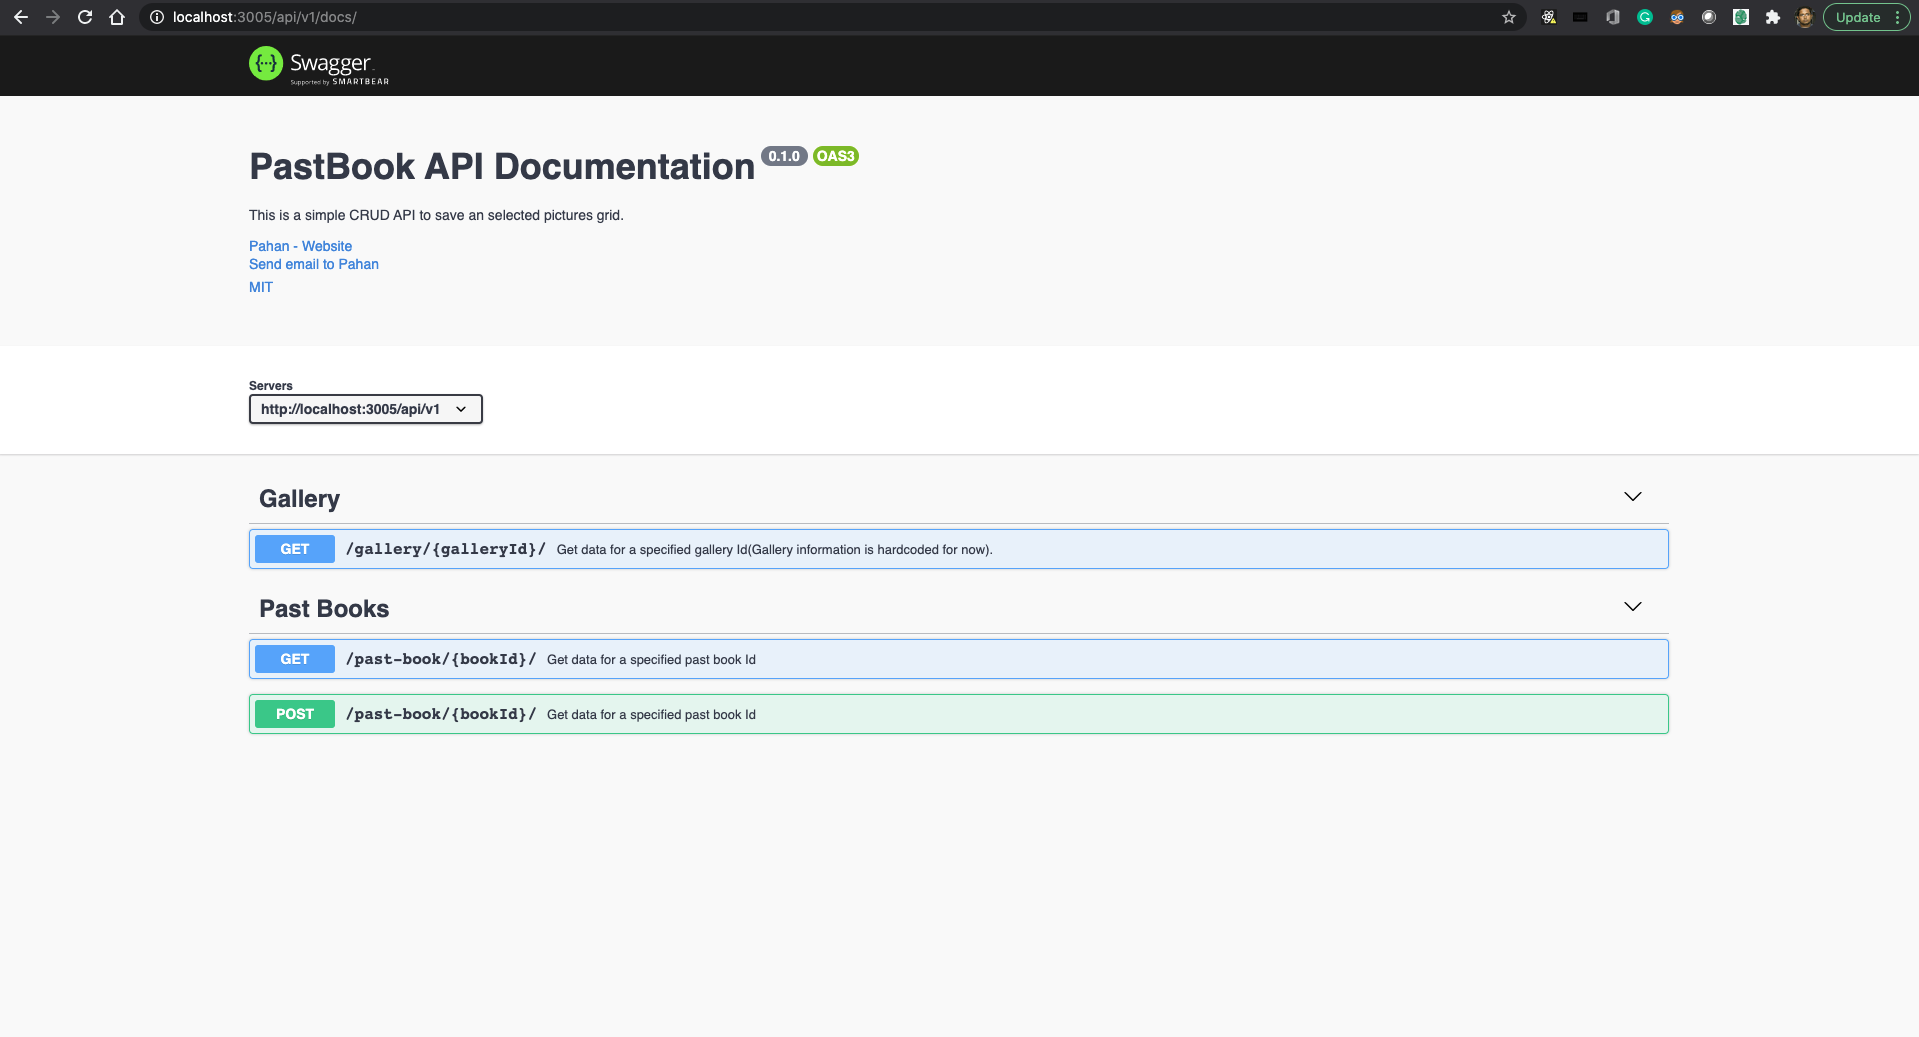 localhost:3005/api/v1/docs/
Update
Swagger
Supported by SMARTBEAR
PastBook API Documentation 0.1.0 OAS3
This is a simple CRUD API to save an selected pictures grid.
Pahan - Website
Send email to Pahan
MIT
Servers
http://localhost:3005/api/v1
Gallery
GET /gallery/{galleryId}/ Get data for a specified gallery Id(Gallery information is hardcoded for now).
Past Books
GET /past-book/{bookId}/ Get data for a specified past book Id
POST /past-book/{bookId}/ Get data for a specified past book Id